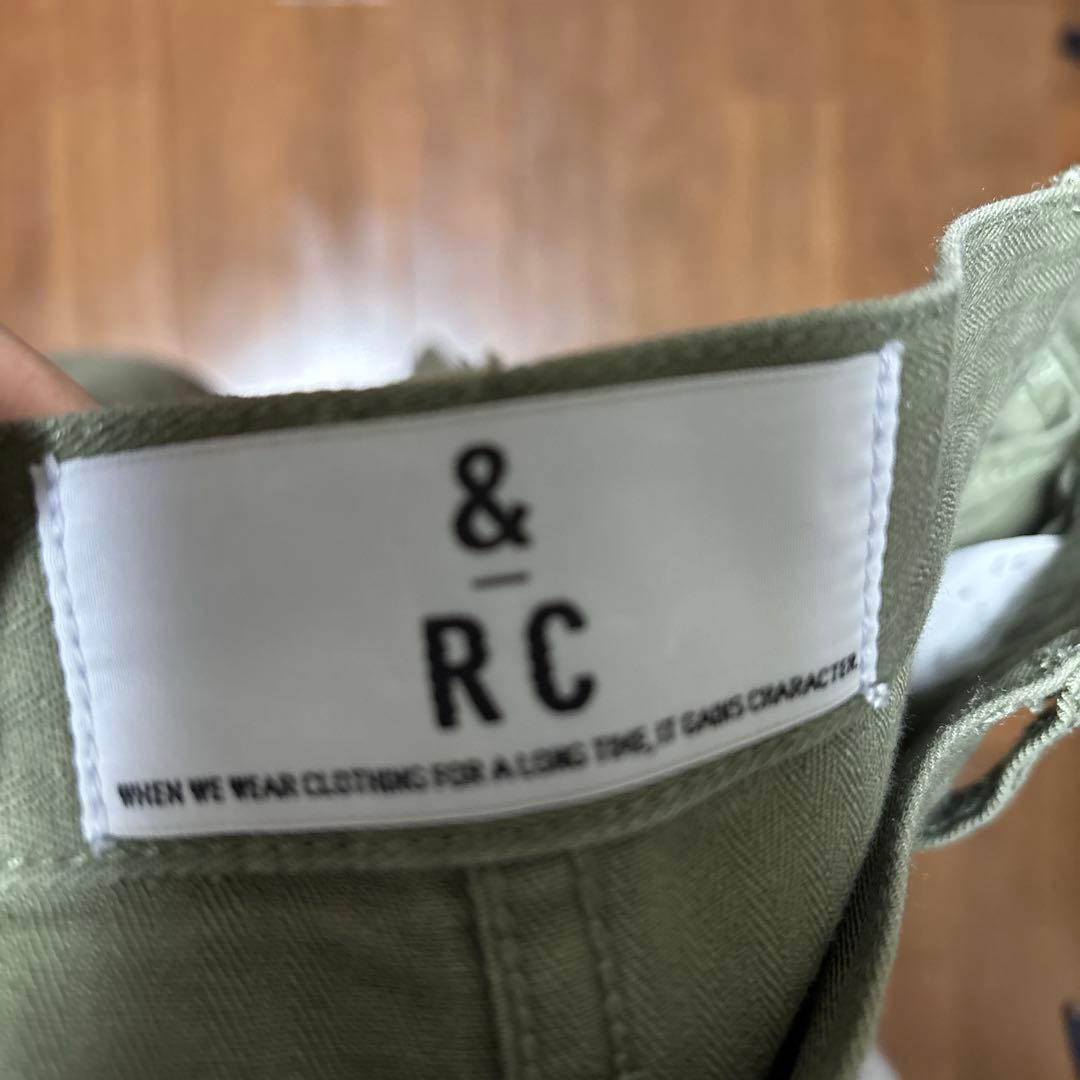 &
RC
WHEN WE WEAR CLOTHING FOR A LONG TIME, IT GAINS CHARACTER.